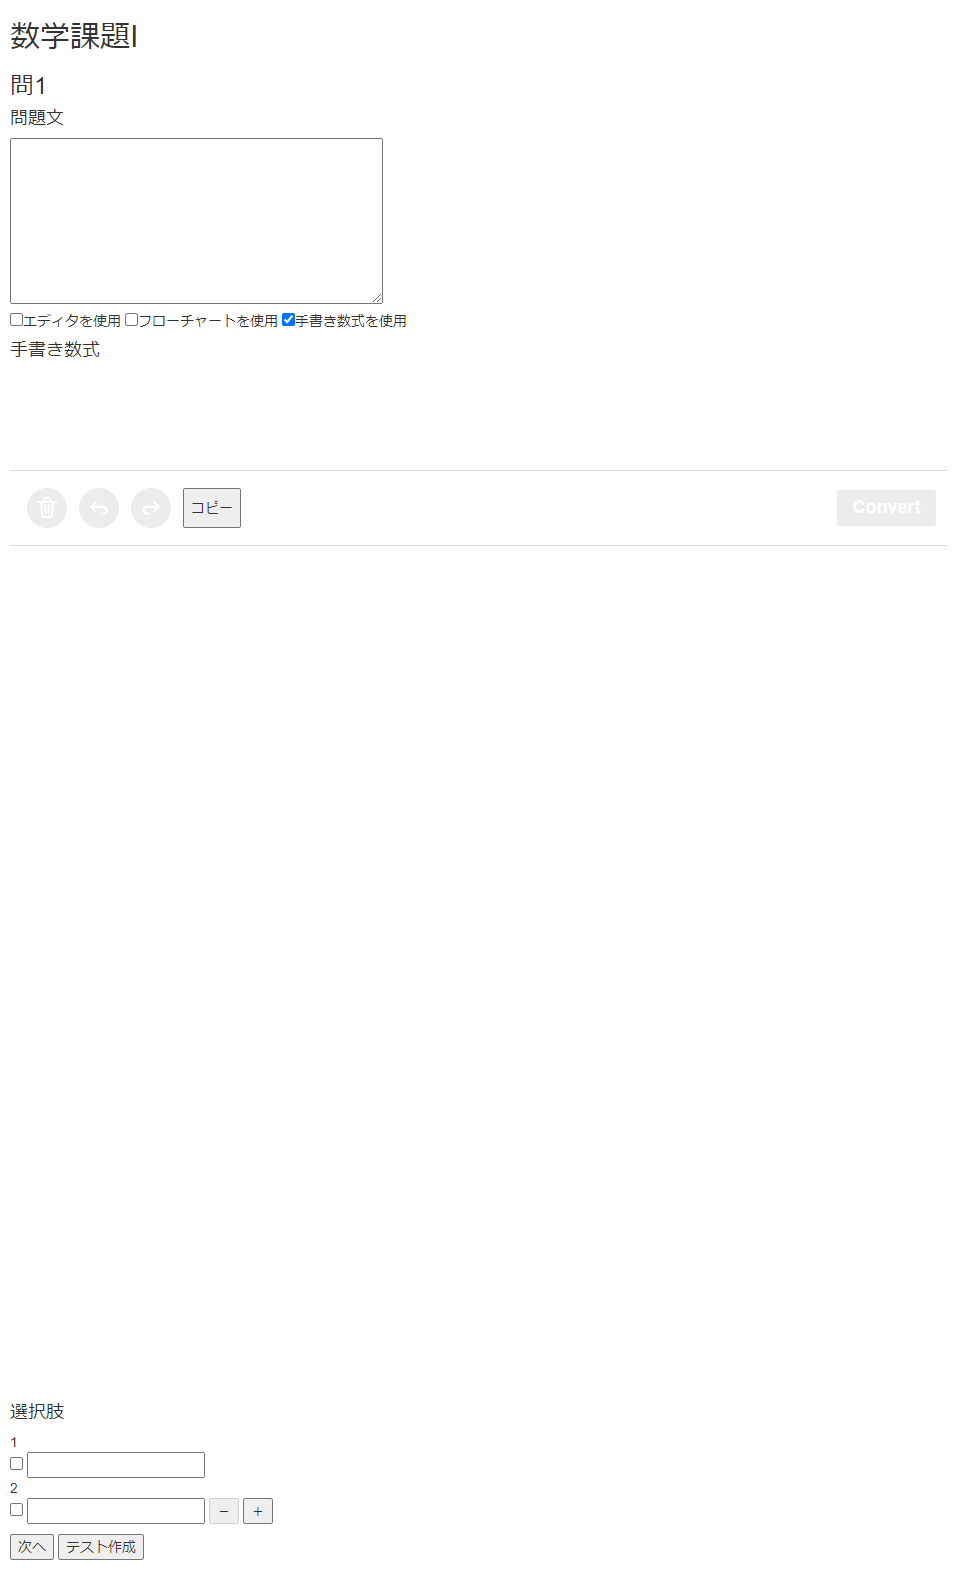 数学課題I
問1
問題文
エディタを使用 フローチャートを使用 手書き数式を使用
手書き数式
コピー Convert
選択肢
1
2
− +
次へ テスト作成